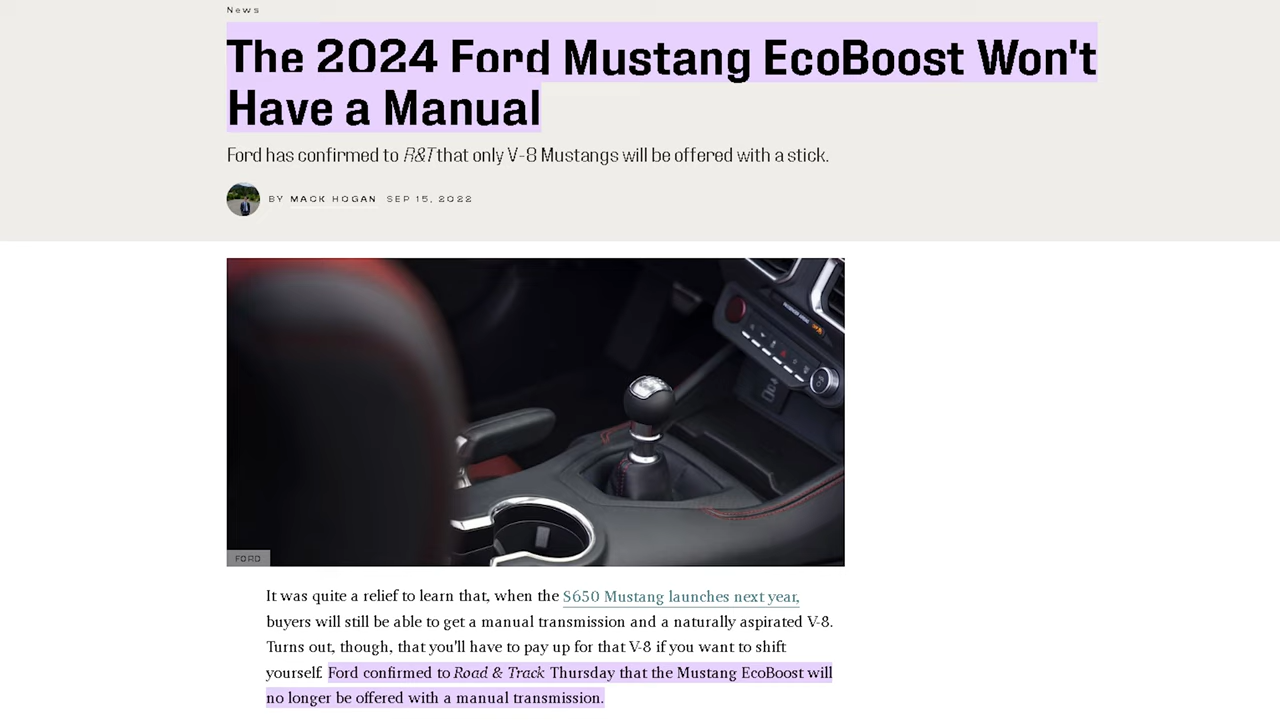 News
The 2024 Ford Mustang EcoBoost Won't
Have a Manual
Ford has confirmed to R&T that only V-8 Mustangs will be offered with a stick.
BY MACK HOGAN SEP 15, 2022
FORD
It was quite a relief to learn that, when the S650 Mustang launches next year,
buyers will still be able to get a manual transmission and a naturally aspirated V-8.
Turns out, though, that you'll have to pay up for that V-8 if you want to shift
yourself. Ford confirmed to Road & Track Thursday that the Mustang EcoBoost will
no longer be offered with a manual transmission.